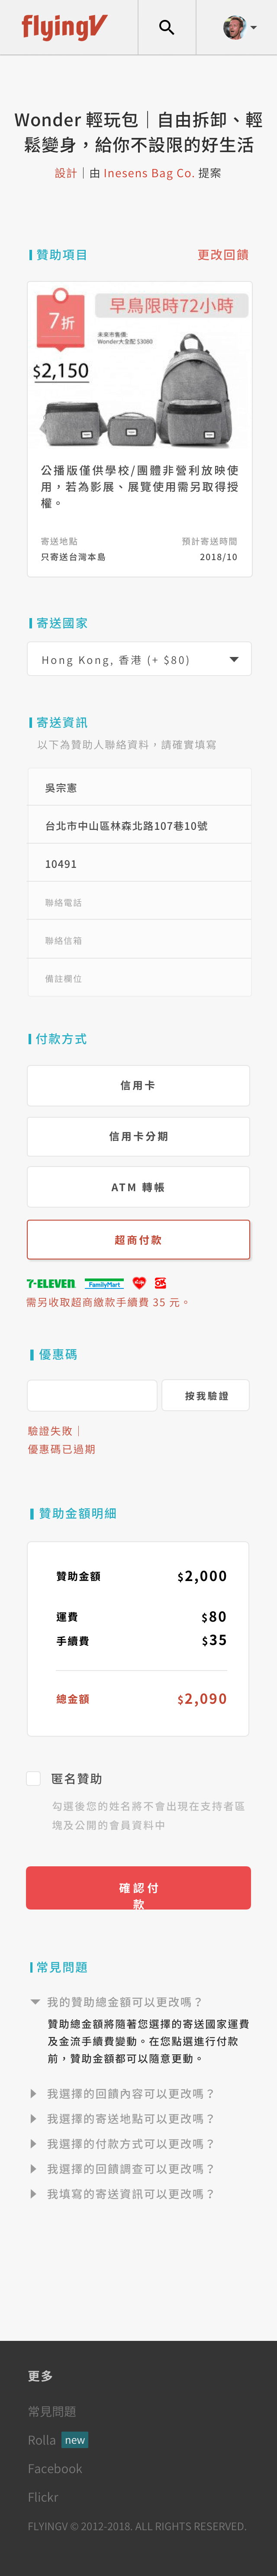 flyingV
Wonder 輕玩包｜自由拆卸、輕
鬆變身，給你不設限的好生活
設計｜由 Inesens Bag Co. 提案
贊助項目
更改回饋
7折
早鳥限時72小時
未來市售價:
Wonder大全配 $3080
$2,150
公播版僅供學校/團體非營利放映使
用，若為影展、展覽使用需另取得授
權。
寄送地點
預計寄送時間
只寄送台灣本島
2018/10
寄送國家
Hong Kong, 香港 (+ $80)
寄送資訊
以下為贊助人聯絡資料，請確實填寫
吳宗憲
台北市中山區林森北路107巷10號
10491
聯絡電話
聯絡信箱
備註欄位
付款方式
信用卡
信用卡分期
ATM 轉帳
超商付款
7-ELEVEN FamilyMart
需另收取超商繳款手續費 35 元。
優惠碼
按我驗證
驗證失敗｜
優惠碼已過期
贊助金額明細
贊助金額
$2,000
運費
$80
手續費
$35
總金額
$2,090
匿名贊助
勾選後您的姓名將不會出現在支持者區
塊及公開的會員資料中
確認付
款
常見問題
我的贊助總金額可以更改嗎？
贊助總金額將隨著您選擇的寄送國家運費
及金流手續費變動。在您點選進行付款
前，贊助金額都可以隨意更動。
我選擇的回饋內容可以更改嗎？
我選擇的寄送地點可以更改嗎？
我選擇的付款方式可以更改嗎？
我選擇的回饋調查可以更改嗎？
我填寫的寄送資訊可以更改嗎？
更多
常見問題
Rolla new
Facebook
Flickr
FLYINGV © 2012-2018. ALL RIGHTS RESERVED.